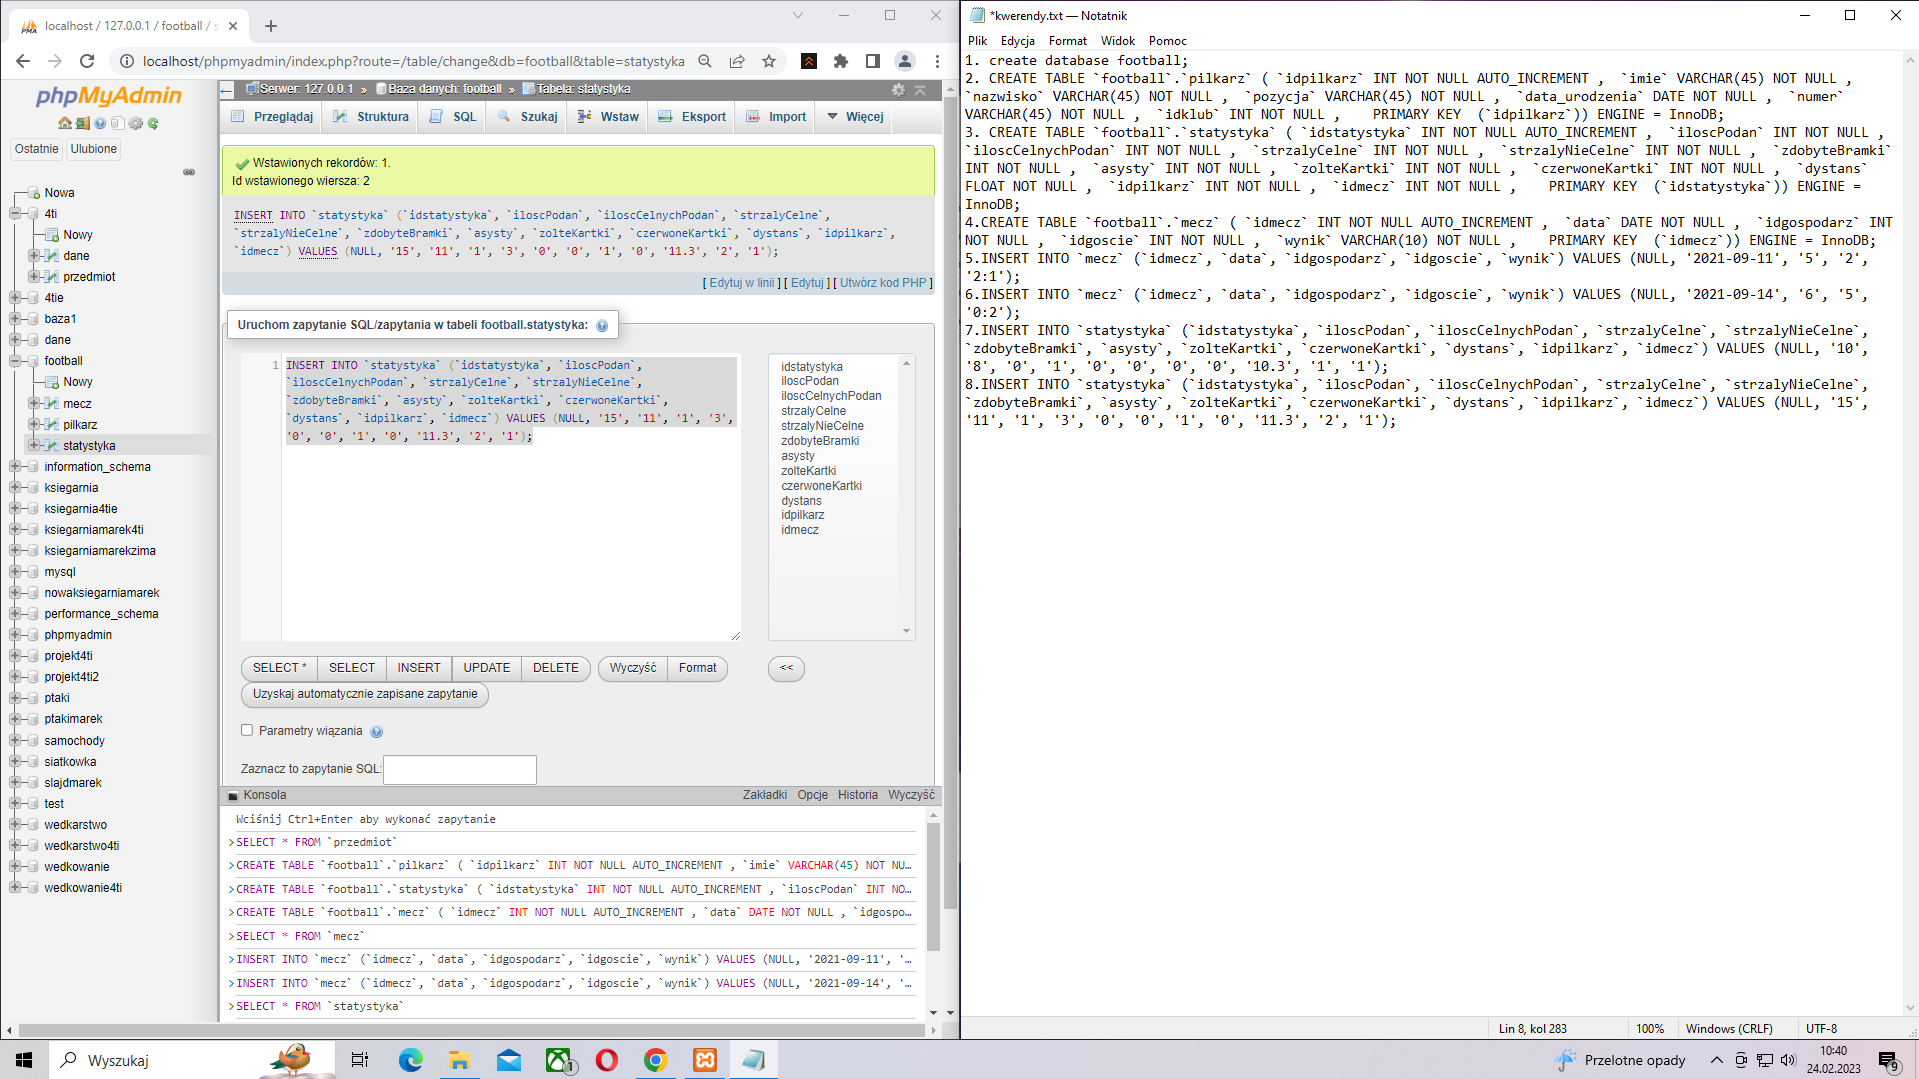 localhost / 127.0.0.1 / football / s
localhost/phpmyadmin/index.php?route=/table/change&db=football&table=statystyka
phpMyAdmin
Ostatnie
Ulubione
Nowa
4ti
Nowy
dane
przedmiot
4tie
baza1
dane
football
Nowy
mecz
pilkarz
statystyka
information_schema
ksiegarnia
ksiegarnia4tie
ksiegarniamarek4ti
ksiegarniamarekzima
mysql
nowaksiegarniamarek
performance_schema
phpmyadmin
projekt4ti
projekt4ti2
ptaki
ptakimarek
samochody
siatkowka
slajdmarek
test
wedkarstwo
wedkarstwo4ti
wedkowanie
wedkowanie4ti
Serwer: 127.0.0.1 » Baza danych: football » Tabela: statystyka
Przeglądaj Struktura SQL Szukaj Wstaw Eksport Import Więcej
Wstawionych rekordów: 1.
Id wstawionego wiersza: 2
INSERT INTO `statystyka` (`idstatystyka`, `iloscPodan`, `iloscCelnychPodan`, `strzalyCelne`,
`strzalyNieCelne`, `zdobyteBramki`, `asysty`, `zolteKartki`, `czerwoneKartki`, `dystans`, `idpilkarz`,
`idmecz`) VALUES (NULL, '15', '11', '1', '3', '0', '0', '1', '0', '11.3', '2', '1');
[ Edytuj w linii ] [ Edytuj ] [ Utwórz kod PHP ]
Uruchom zapytanie SQL/zapytania w tabeli football.statystyka:
1 INSERT INTO `statystyka` (`idstatystyka`, `iloscPodan`,
`iloscCelnychPodan`, `strzalyCelne`, `strzalyNieCelne`,
`zdobyteBramki`, `asysty`, `zolteKartki`, `czerwoneKartki`,
`dystans`, `idpilkarz`, `idmecz`) VALUES (NULL, '15', '11', '1', '3',
'0', '0', '1', '0', '11.3', '2', '1');
idstatystyka
iloscPodan
iloscCelnychPodan
strzalyCelne
strzalyNieCelne
zdobyteBramki
asysty
zolteKartki
czerwoneKartki
dystans
idpilkarz
idmecz
SELECT * SELECT INSERT UPDATE DELETE Wyczyść Format <<
Uzyskaj automatycznie zapisane zapytanie
Parametry wiązania
Zaznacz to zapytanie SQL:
Konsola Zakładki Opcje Historia Wyczyść
Wciśnij Ctrl+Enter aby wykonać zapytanie
>SELECT * FROM `przedmiot`
>CREATE TABLE `football`.`pilkarz` ( `idpilkarz` INT NOT NULL AUTO_INCREMENT , `imie` VARCHAR(45) NOT NU...
>CREATE TABLE `football`.`statystyka` ( `idstatystyka` INT NOT NULL AUTO_INCREMENT , `iloscPodan` INT NO...
>CREATE TABLE `football`.`mecz` ( `idmecz` INT NOT NULL AUTO_INCREMENT , `data` DATE NOT NULL , `idgospo...
>SELECT * FROM `mecz`
>INSERT INTO `mecz` (`idmecz`, `data`, `idgospodarz`, `idgoscie`, `wynik`) VALUES (NULL, '2021-09-11', '...
>INSERT INTO `mecz` (`idmecz`, `data`, `idgospodarz`, `idgoscie`, `wynik`) VALUES (NULL, '2021-09-14', '...
>SELECT * FROM `statystyka`
*kwerendy.txt — Notatnik
Plik Edycja Format Widok Pomoc
1. create database football;
2. CREATE TABLE `football`.`pilkarz` ( `idpilkarz` INT NOT NULL AUTO_INCREMENT , `imie` VARCHAR(45) NOT NULL ,
`nazwisko` VARCHAR(45) NOT NULL , `pozycja` VARCHAR(45) NOT NULL , `data_urodzenia` DATE NOT NULL , `numer`
VARCHAR(45) NOT NULL , `idklub` INT NOT NULL , PRIMARY KEY (`idpilkarz`)) ENGINE = InnoDB;
3. CREATE TABLE `football`.`statystyka` ( `idstatystyka` INT NOT NULL AUTO_INCREMENT , `iloscPodan` INT NOT NULL ,
`iloscCelnychPodan` INT NOT NULL , `strzalyCelne` INT NOT NULL , `strzalyNieCelne` INT NOT NULL , `zdobyteBramki`
INT NOT NULL , `asysty` INT NOT NULL , `zolteKartki` INT NOT NULL , `czerwoneKartki` INT NOT NULL , `dystans`
FLOAT NOT NULL , `idpilkarz` INT NOT NULL , `idmecz` INT NOT NULL , PRIMARY KEY (`idstatystyka`)) ENGINE =
InnoDB;
4.CREATE TABLE `football`.`mecz` ( `idmecz` INT NOT NULL AUTO_INCREMENT , `data` DATE NOT NULL , `idgospodarz` INT
NOT NULL , `idgoscie` INT NOT NULL , `wynik` VARCHAR(10) NOT NULL , PRIMARY KEY (`idmecz`)) ENGINE = InnoDB;
5.INSERT INTO `mecz` (`idmecz`, `data`, `idgospodarz`, `idgoscie`, `wynik`) VALUES (NULL, '2021-09-11', '5', '2',
'2:1');
6.INSERT INTO `mecz` (`idmecz`, `data`, `idgospodarz`, `idgoscie`, `wynik`) VALUES (NULL, '2021-09-14', '6', '5',
'0:2');
7.INSERT INTO `statystyka` (`idstatystyka`, `iloscPodan`, `iloscCelnychPodan`, `strzalyCelne`, `strzalyNieCelne`,
`zdobyteBramki`, `asysty`, `zolteKartki`, `czerwoneKartki`, `dystans`, `idpilkarz`, `idmecz`) VALUES (NULL, '10',
'8', '0', '1', '0', '0', '0', '0', '10.3', '1', '1');
8.INSERT INTO `statystyka` (`idstatystyka`, `iloscPodan`, `iloscCelnychPodan`, `strzalyCelne`, `strzalyNieCelne`,
`zdobyteBramki`, `asysty`, `zolteKartki`, `czerwoneKartki`, `dystans`, `idpilkarz`, `idmecz`) VALUES (NULL, '15',
'11', '1', '3', '0', '0', '1', '0', '11.3', '2', '1');
Lin 8, kol 283 100% Windows (CRLF) UTF-8
Wyszukaj
1
Przelotne opady
10:40
24.02.2023
9